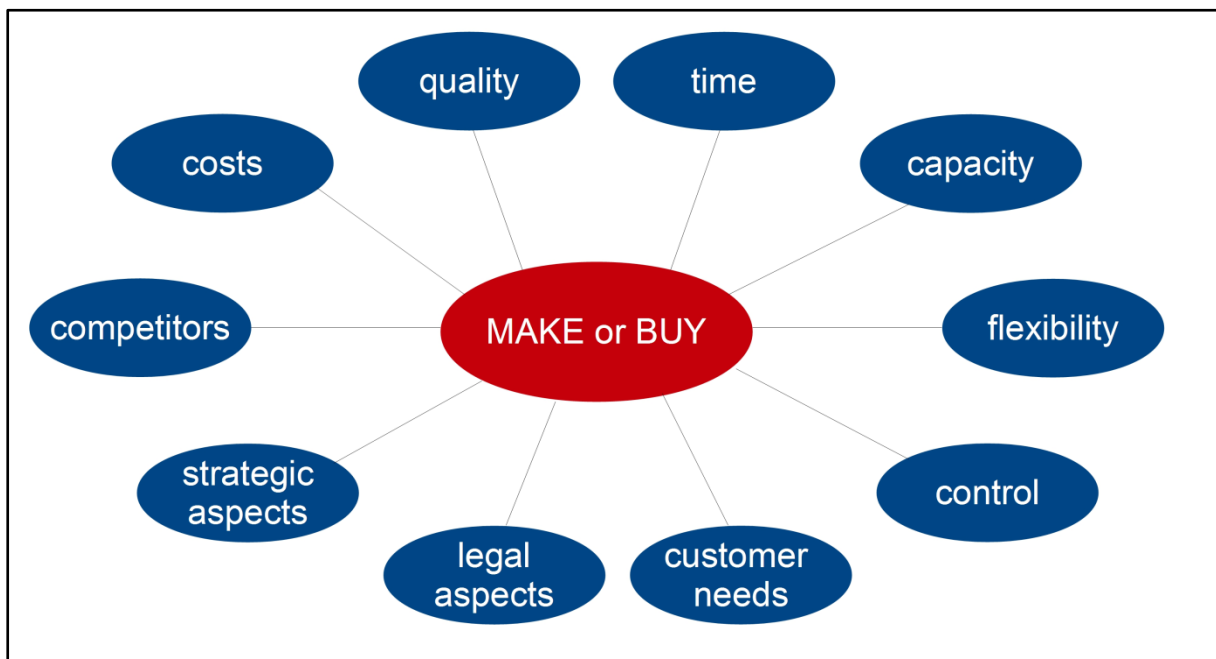 quality
time
costs
capacity
competitors
MAKE or BUY
flexibility
strategic
aspects
control
legal
aspects
customer
needs